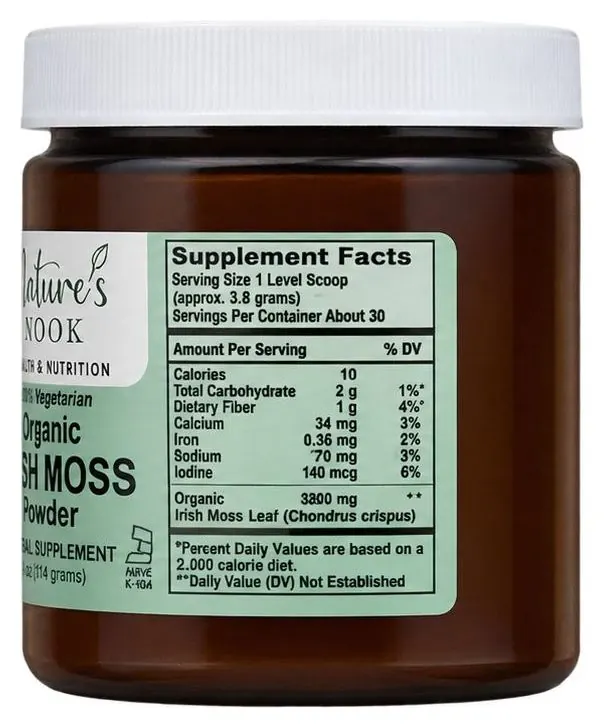 Nature's
NOOK
& NUTRITION
Vegetarian
Organic
SH MOSS
Powder
SUPPLEMENT
(114 grams)
Supplement Facts
Serving Size 1 Level Scoop
(approx. 3.8 grams)
Servings Per Container About 30
Amount Per Serving % DV
Calories 10
Total Carbohydrate 2 g 1%*
Dietary Fiber 1 g 4%°
Calcium 34 mg 3%
Iron 0.36 mg 2%
Sodium 70 mg 3%
Iodine 140 mcg 6%
Organic 3800 mg **
Irish Moss Leaf (Chondrus crispus)
*Percent Daily Values are based on a
2.000 calorie diet.
**Daily Value (DV) Not Established